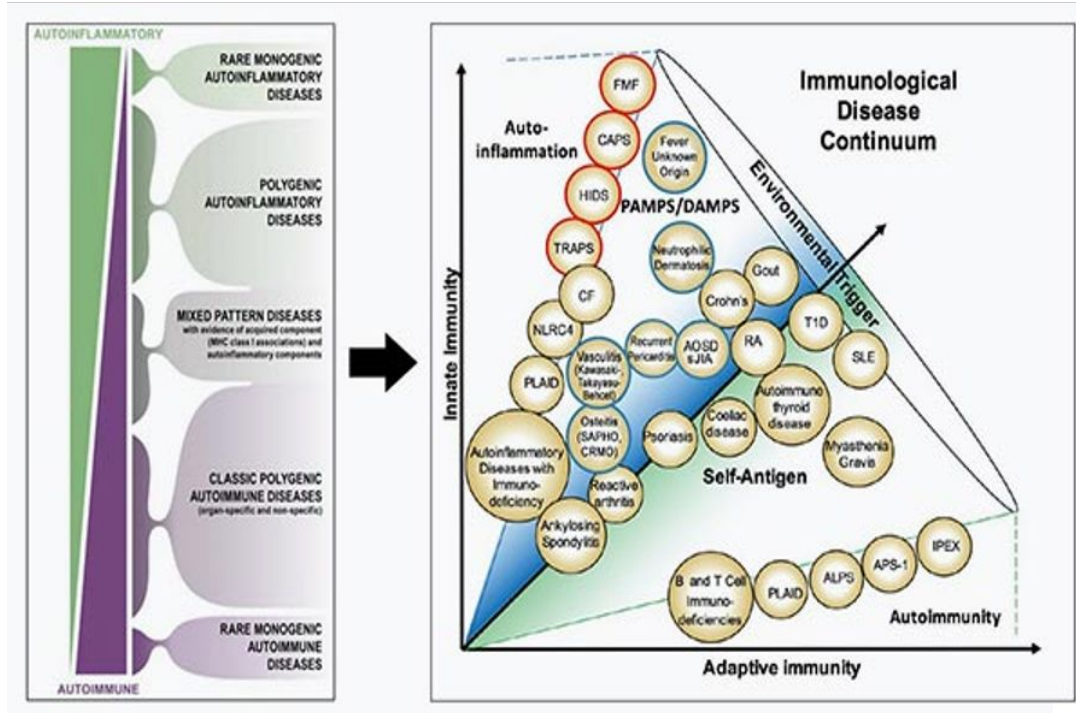 AUTOINFLAMMATORY
RARE MONOGENIC
AUTOINFLAMMATORY
DISEASES
POLYGENIC
AUTOINFLAMMATORY
DISEASES
MIXED PATTERN DISEASES
with evidence of acquired component
(MHC class I associations) and
autoinflammatory components
CLASSIC POLYGENIC
AUTOIMMUNE DISEASES
(organ-specific and non-specific)
RARE MONOGENIC
AUTOIMMUNE
DISEASES
AUTOIMMUNE
Immunological
Disease
Continuum
Innate Immunity
Auto-
inflammation
FMF
CAPS
HIDS
TRAPS
CF
NLRC4
PLAID
Autoinflammatory
Diseases with
Immuno-
deficiency
Fever
Unknown
Origin
PAMPS/DAMPS
Neutrophilic
Dermatosis
Environmental Trigger
Gout
Crohn's
T1D
RA
SLE
AOSD
sJIA
Recurrent
Pericarditis
Vasculitis
(Kawasaki-,
Takayasu-
Behcet)
Osteitis
(SAPHO,
CRMO)
Psoriasis
Coeliac
disease
Autoimmune
thyroid
disease
Myasthenia
Gravis
Self-Antigen
Reactive
arthritis
Ankylosing
Spondylitis
B and T Cell
Immuno-
deficiencies
PLAID
ALPS
APS-1
IPEX
Autoimmunity
Adaptive immunity